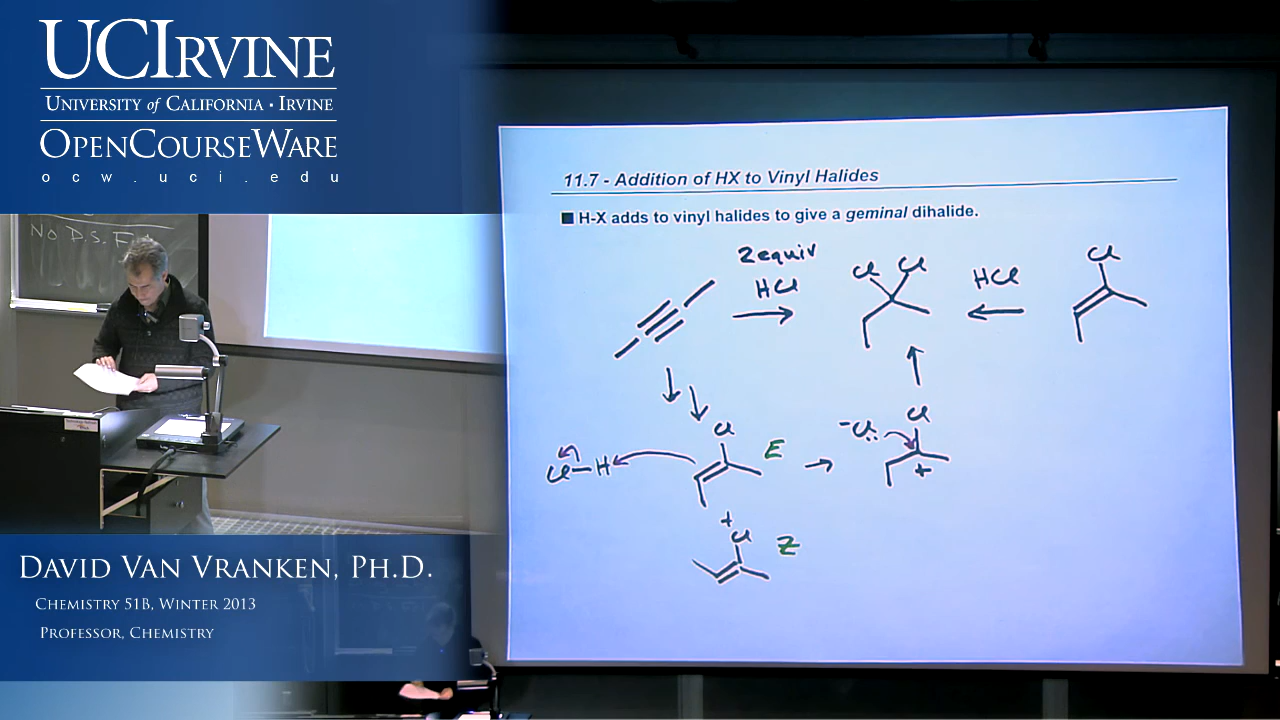 UCIRVINE
UNIVERSITY of CALIFORNIA · IRVINE
OPENCOURSEWARE
ocw.uci.edu
NO D.S. F
11.7 - Addition of HX to Vinyl Halides
H-X adds to vinyl halides to give a geminal dihalide.
2 equiv
HCl
Cl Cl
HCl
Cl
Cl
E
Cl-H
-Cl:
Cl
+
+
Cl
Z
DAVID VAN VRANKEN, PH.D.
CHEMISTRY 51B, WINTER 2013
PROFESSOR, CHEMISTRY